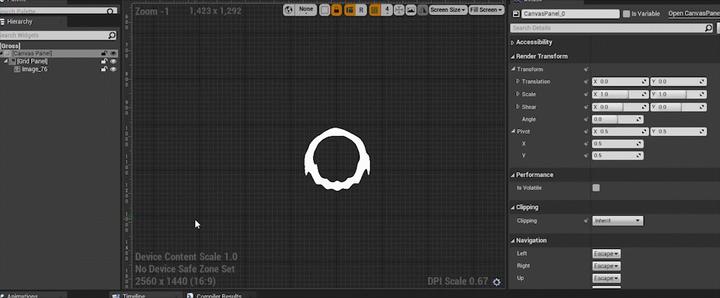 Zoom -1
1,423 x 1,292
None
R
4
Screen Size
Fill Screen
Search Widgets
[Gross]
[Canvas Panel]
[Grid Panel]
Image_76
Device Content Scale 1.0
No Device Safe Zone Set
2560 x 1440 (16:9)
DPI Scale 0.67
Animations
Timeline
Compiler Results
CanvasPanel_0
Is Variable
Open CanvasPanel
Search Details
Accessibility
Render Transform
Transform
Translation X 0.0 Y 0.0
Scale X 1.0 Y 1.0
Shear X 0.0 Y 0.0
Angle 0.0
Pivot X 0.5 Y 0.5
X 0.5
Y 0.5
Performance
Is Volatile
Clipping
Clipping Inherit
Navigation
Left Escape
Right Escape
Up Escape